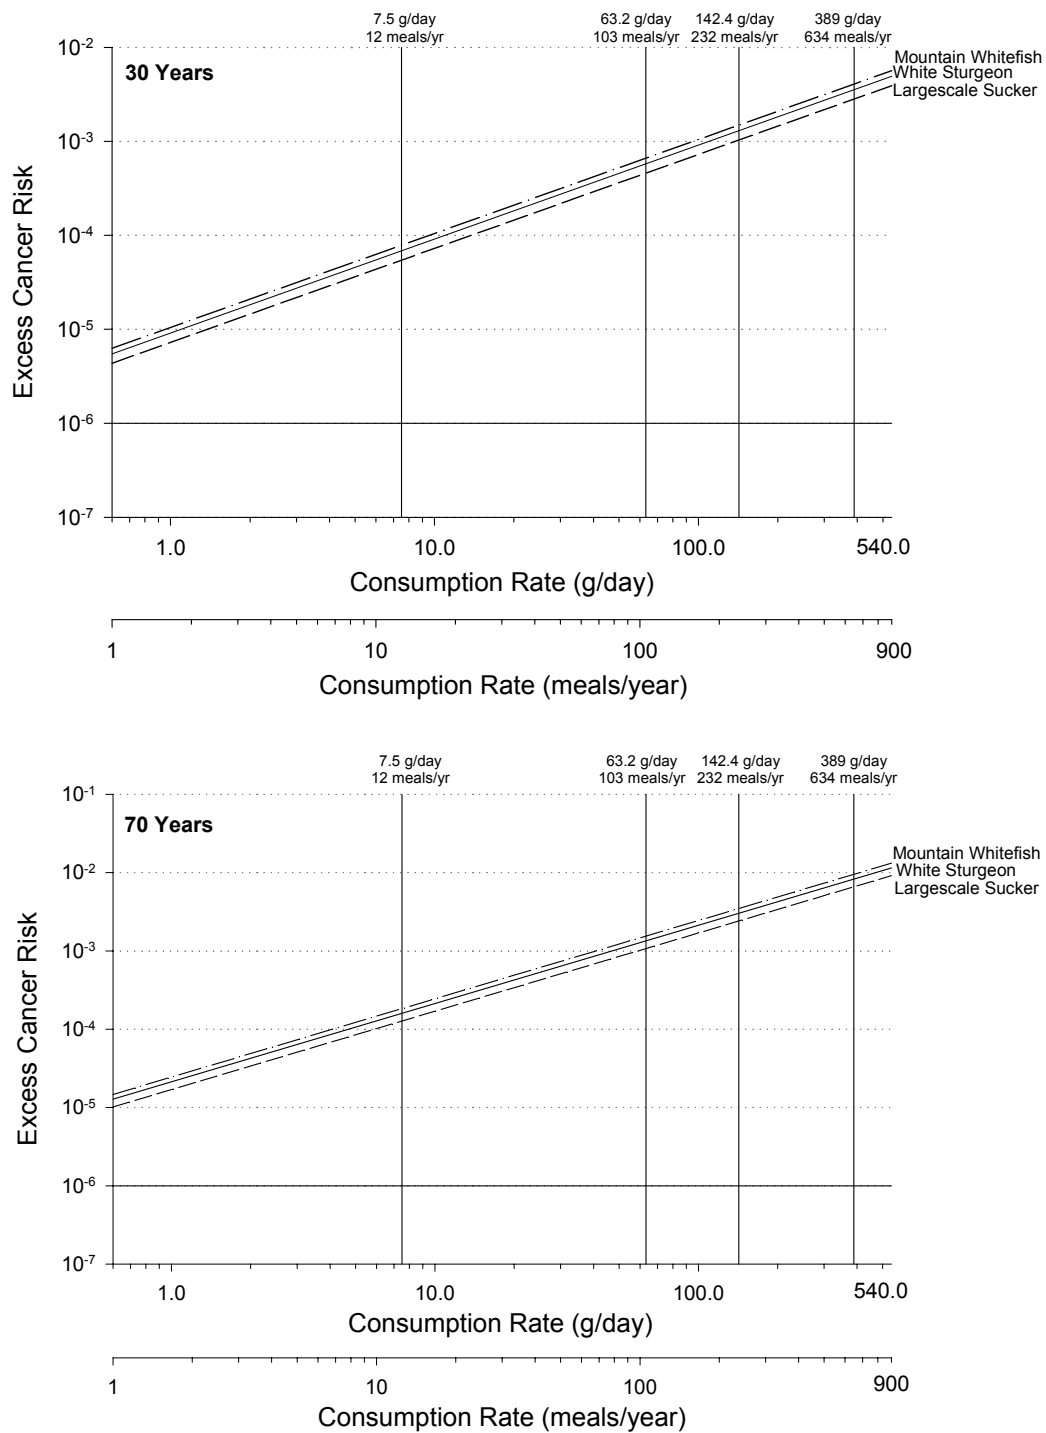 7.5 g/day 63.2 g/day 142.4 g/day 389 g/day
12 meals/yr 103 meals/yr 232 meals/yr 634 meals/yr
10-2
30 Years
Mountain Whitefish
White Sturgeon
Largescale Sucker
10-3
10-4
10-5
10-6
10-7
Excess Cancer Risk
1.0 10.0 100.0 540.0
Consumption Rate (g/day)
1 10 100 900
Consumption Rate (meals/year)
7.5 g/day 63.2 g/day 142.4 g/day 389 g/day
12 meals/yr 103 meals/yr 232 meals/yr 634 meals/yr
10-1
70 Years
Mountain Whitefish
White Sturgeon
Largescale Sucker
10-2
10-3
10-4
10-5
10-6
10-7
Excess Cancer Risk
1.0 10.0 100.0 540.0
Consumption Rate (g/day)
1 10 100 900
Consumption Rate (meals/year)